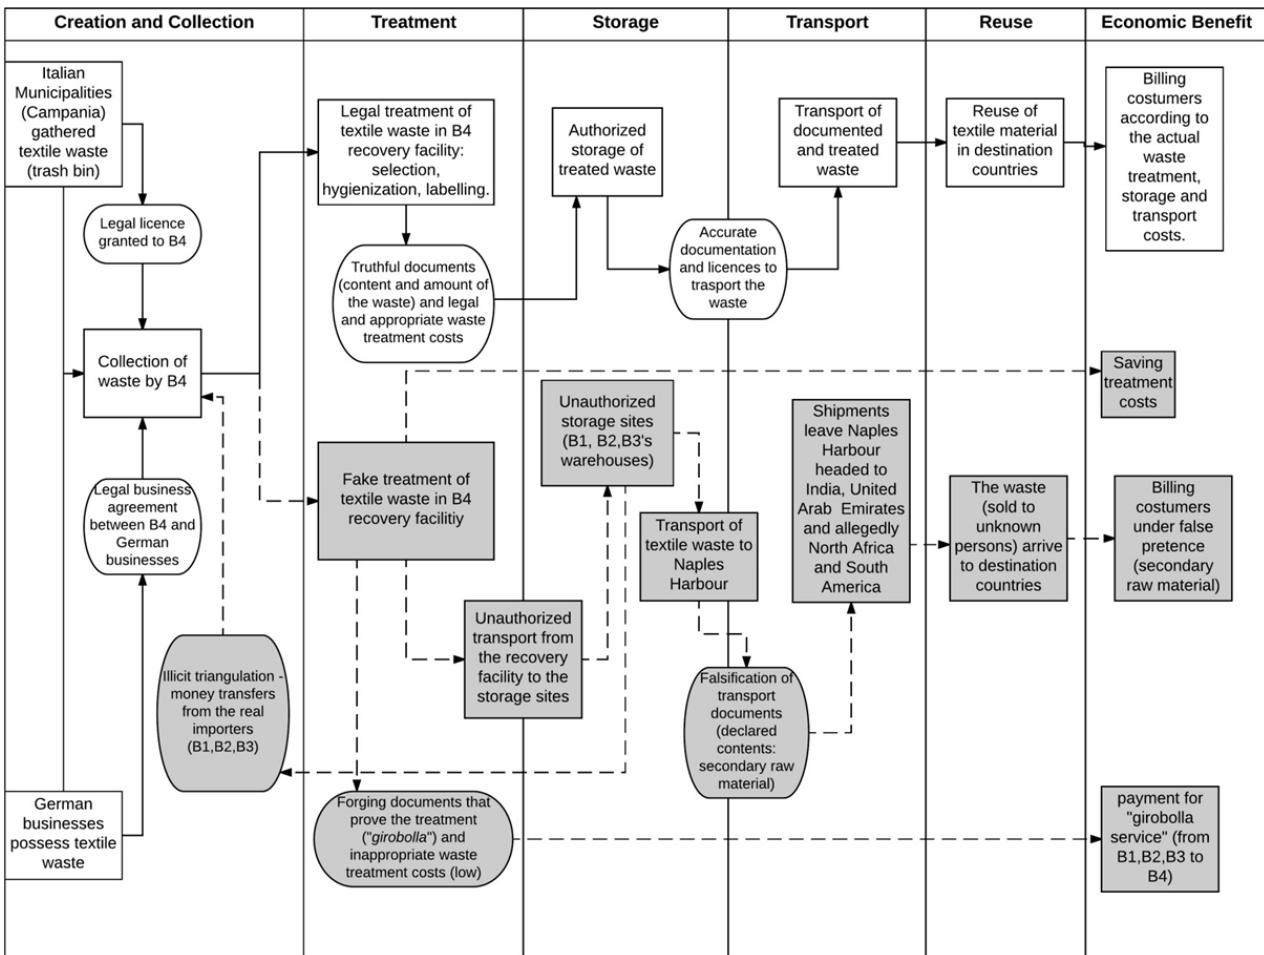 Creation and Collection
Treatment
Storage
Transport
Reuse
Economic Benefit
Italian
Municipalities
(Campania)
gathered
textile waste
(trash bin)
Legal licence
granted to B4
Collection of
waste by B4
Legal business
agreement
between B4 and
German
businesses
Illicit triangulation -
money transfers
from the real
importers
(B1,B2,B3)
German
businesses
possess textile
waste
Legal treatment of
textile waste in B4
recovery facility:
selection,
hygienization, labelling.
Truthful documents
(content and amount of
the waste) and legal
and appropriate waste
treatment costs
Fake treatment of
textile waste in B4
recovery facilitiy
Unauthorized
transport from
the recovery
facility to the
storage sites
Forging documents that
prove the treatment
("girobolla") and
inappropriate waste
treatment costs (low)
Authorized
storage of
treated waste
Accurate
documentation
and licences to
trasport the
waste
Unauthorized
storage sites
(B1, B2,B3's
warehouses)
Transport of
textile waste to
Naples
Harbour
Falsification of
transport
documents
(declared
contents:
secondary raw
material)
Transport of
documented
and treated
waste
Shipments
leave Naples
Harbour
headed to
India, United
Arab Emirates
and allegedly
North Africa
and South
America
Reuse of
textile material
in destination
countries
The waste
(sold to
unknown
persons) arrive
to destination
countries
Billing
costumers
according to
the actual
waste
treatment,
storage and
transport
costs.
Saving
treatment
costs
Billing
costumers
under false
pretence
(secondary
raw material)
payment for
"girobolla
service" (from
B1,B2,B3 to
B4)